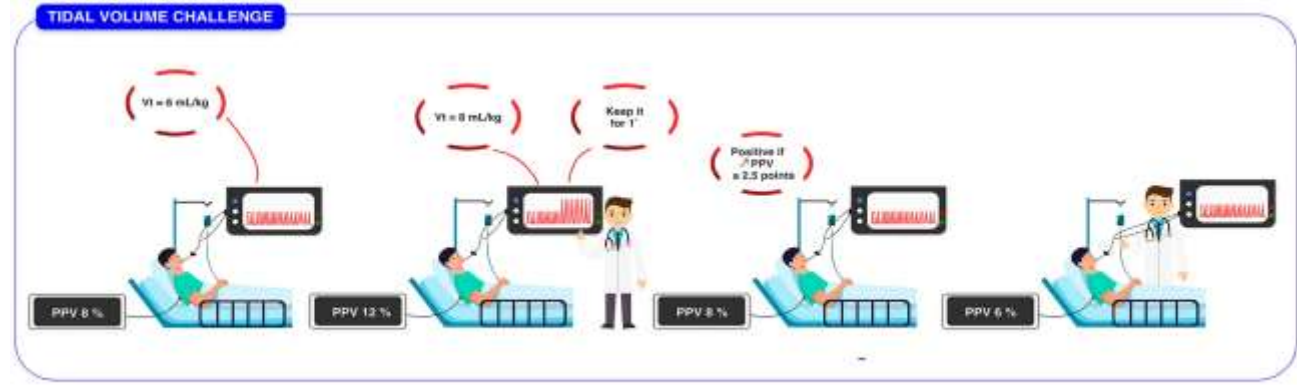 TIDAL VOLUME CHALLENGE
Vt = 6 mL/kg
Vt = 8 mL/kg
Keep it
for 1'
Positive if
↗ PPV
≥ 2.5 points
PPV 8 %
PPV 12 %
PPV 8 %
PPV 6 %